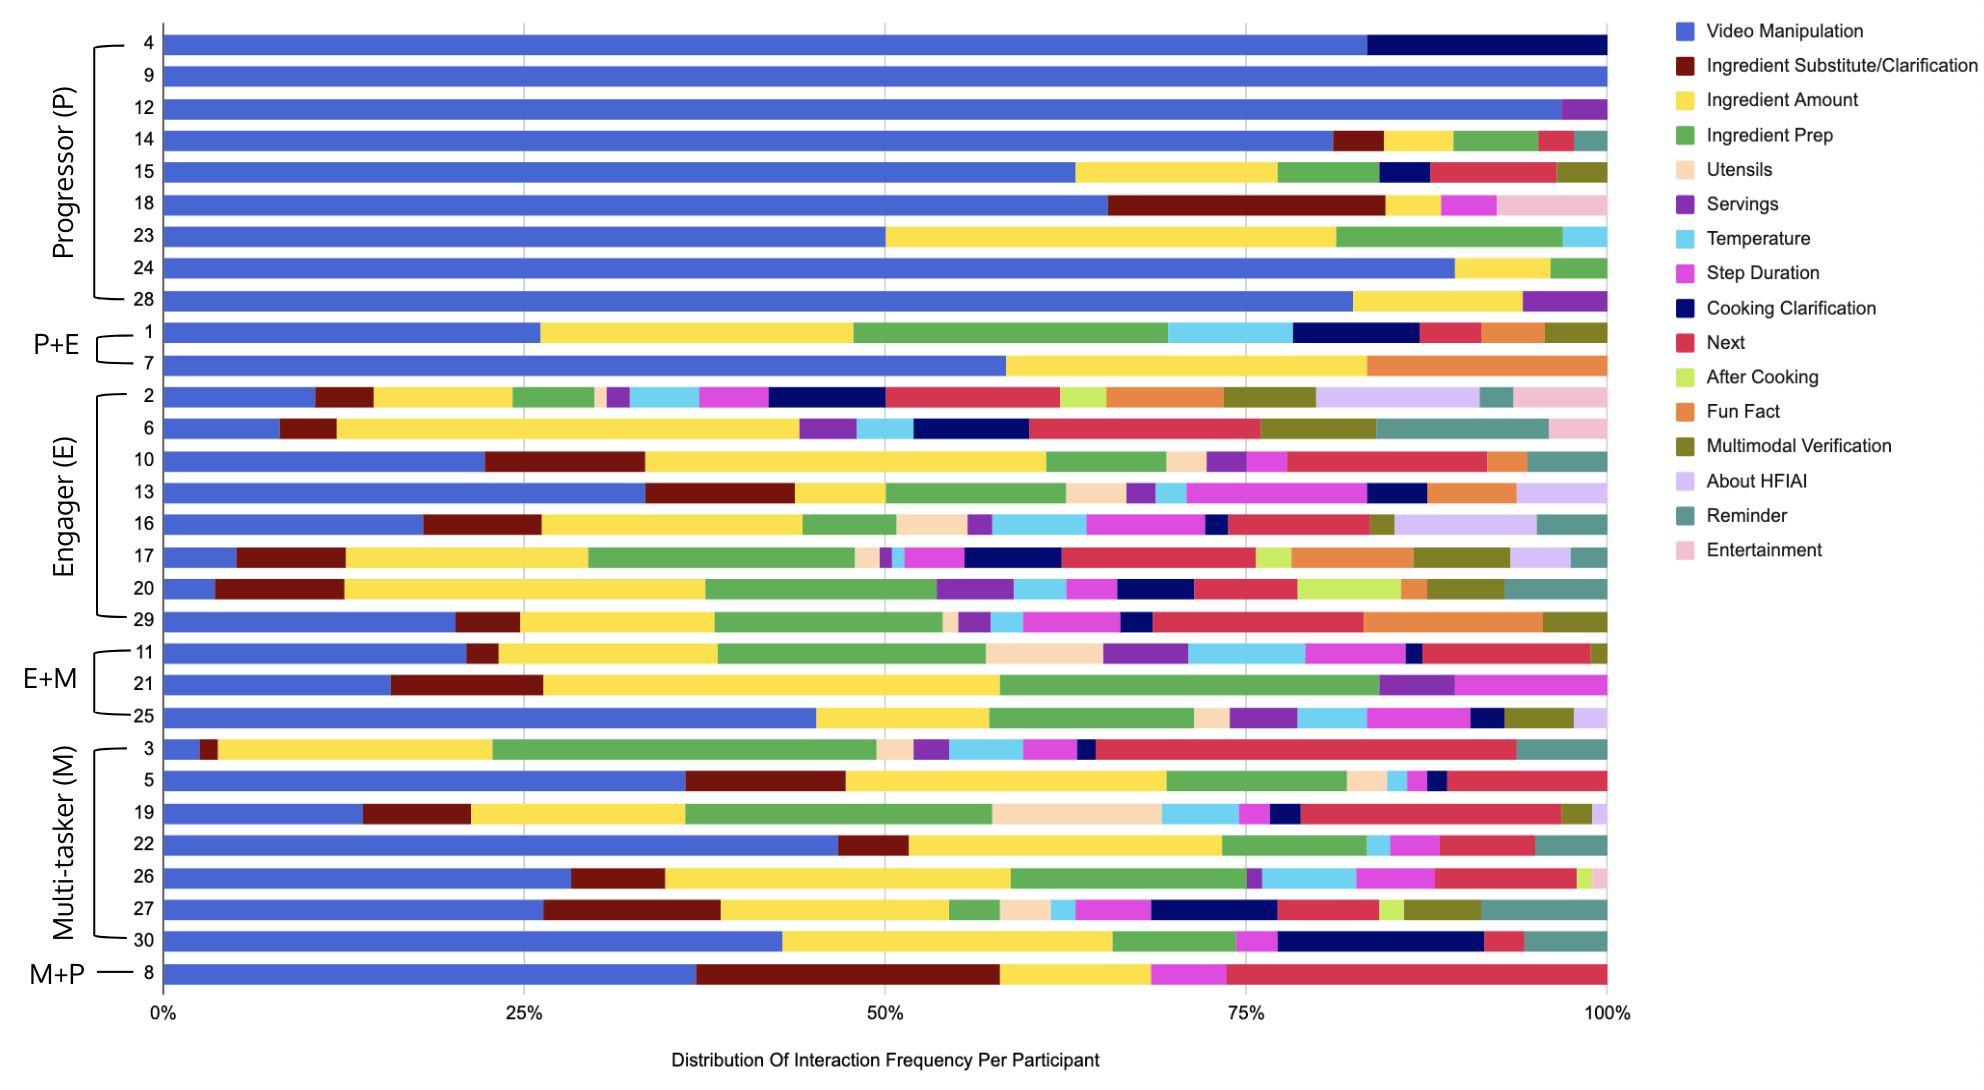 Progressor (P)
4
9
12
14
15
18
23
24
28
P+E
1
7
Engager (E)
2
6
10
13
16
17
20
29
E+M
11
21
25
Multi-tasker (M)
3
5
19
22
26
27
30
M+P
8
0%
25%
50%
75%
100%
Distribution Of Interaction Frequency Per Participant
Video Manipulation
Ingredient Substitute/Clarification
Ingredient Amount
Ingredient Prep
Utensils
Servings
Temperature
Step Duration
Cooking Clarification
Next
After Cooking
Fun Fact
Multimodal Verification
About HFIAI
Reminder
Entertainment